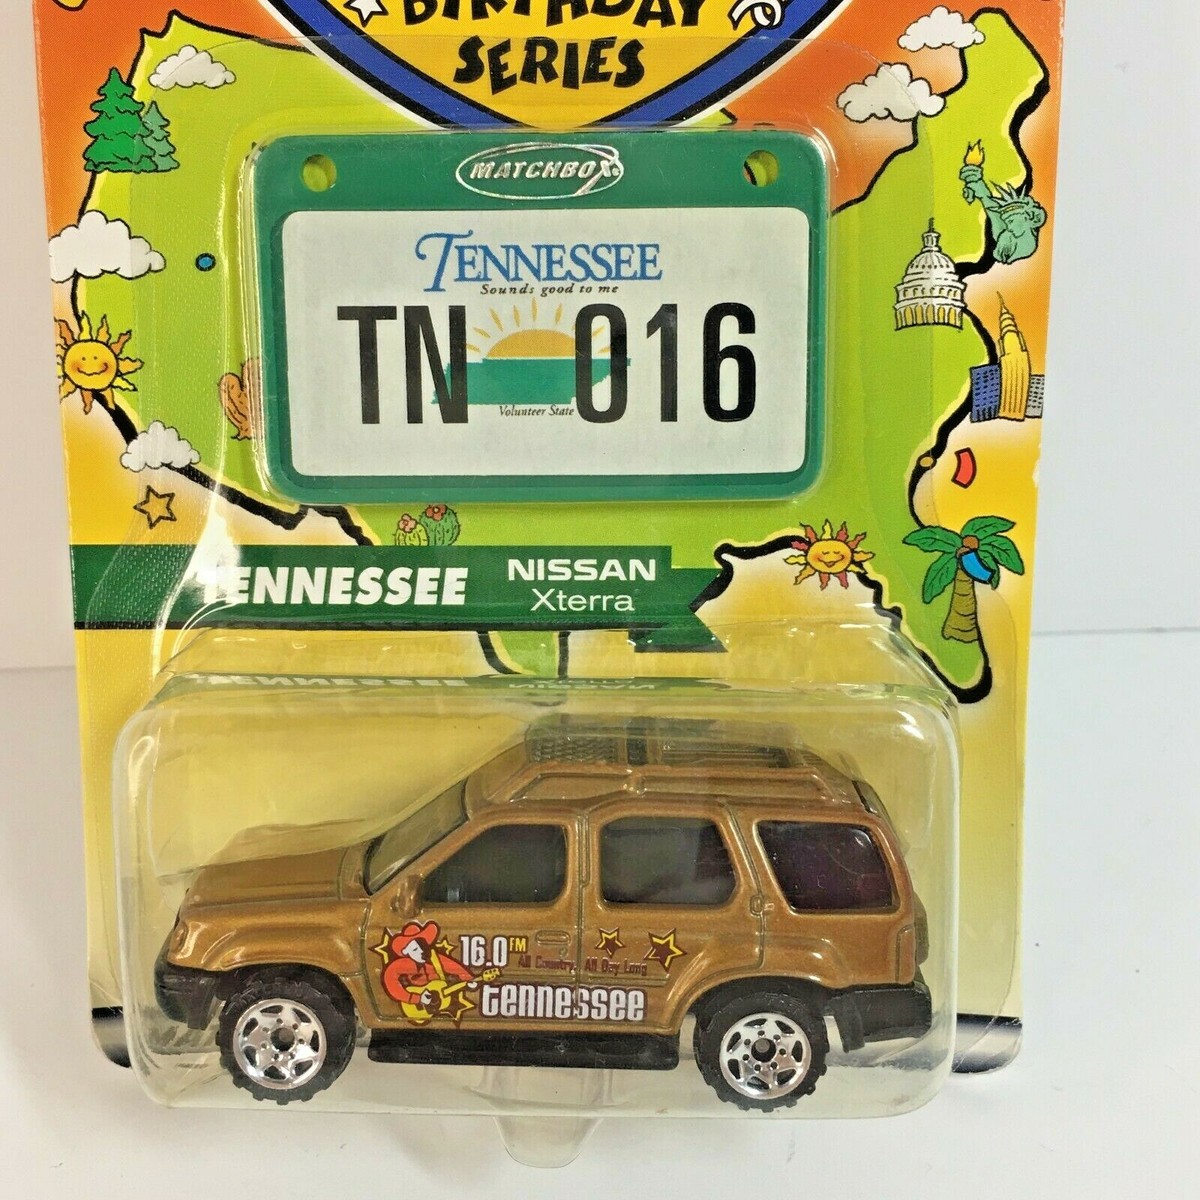 BIRTHDAY
SERIES
MATCHBOX
TENNESSEE
Sounds good to me
TN 016
Volunteer State
TENNESSEE
NISSAN
Xterra
16.0 FM
All Country, All Day Long
tennessee